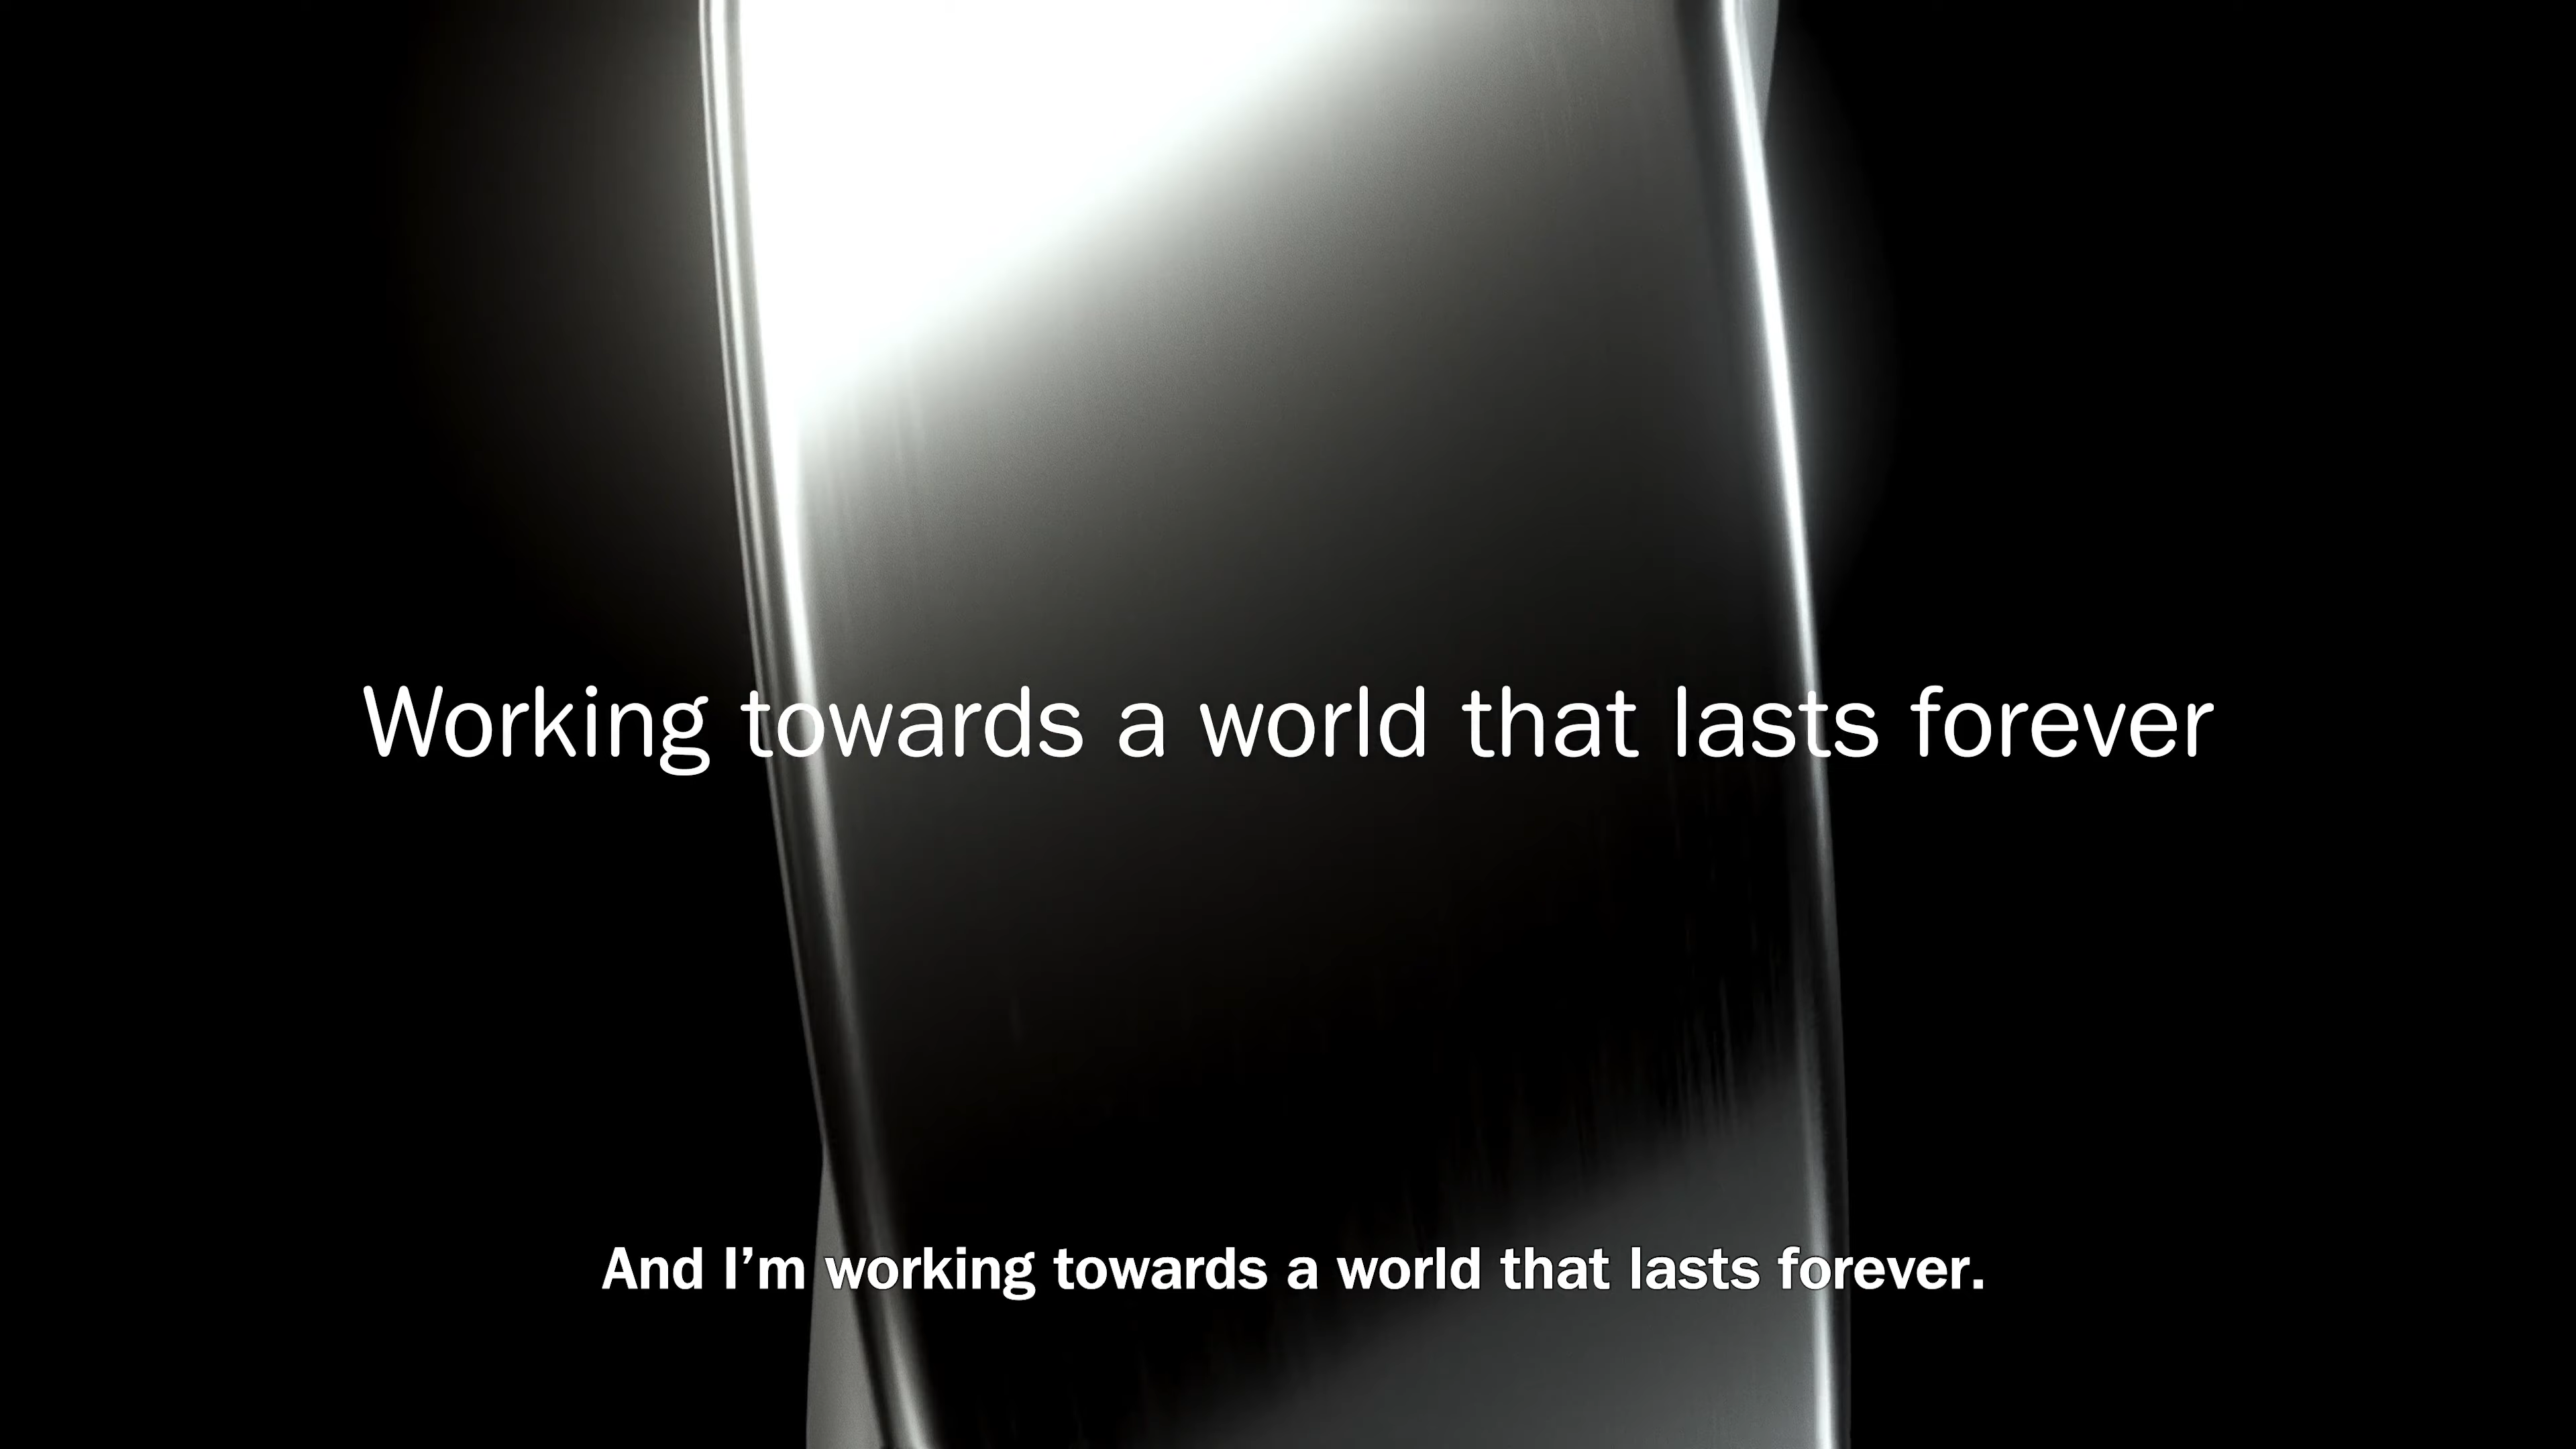 Working towards a world that lasts forever
And I’m working towards a world that lasts forever.